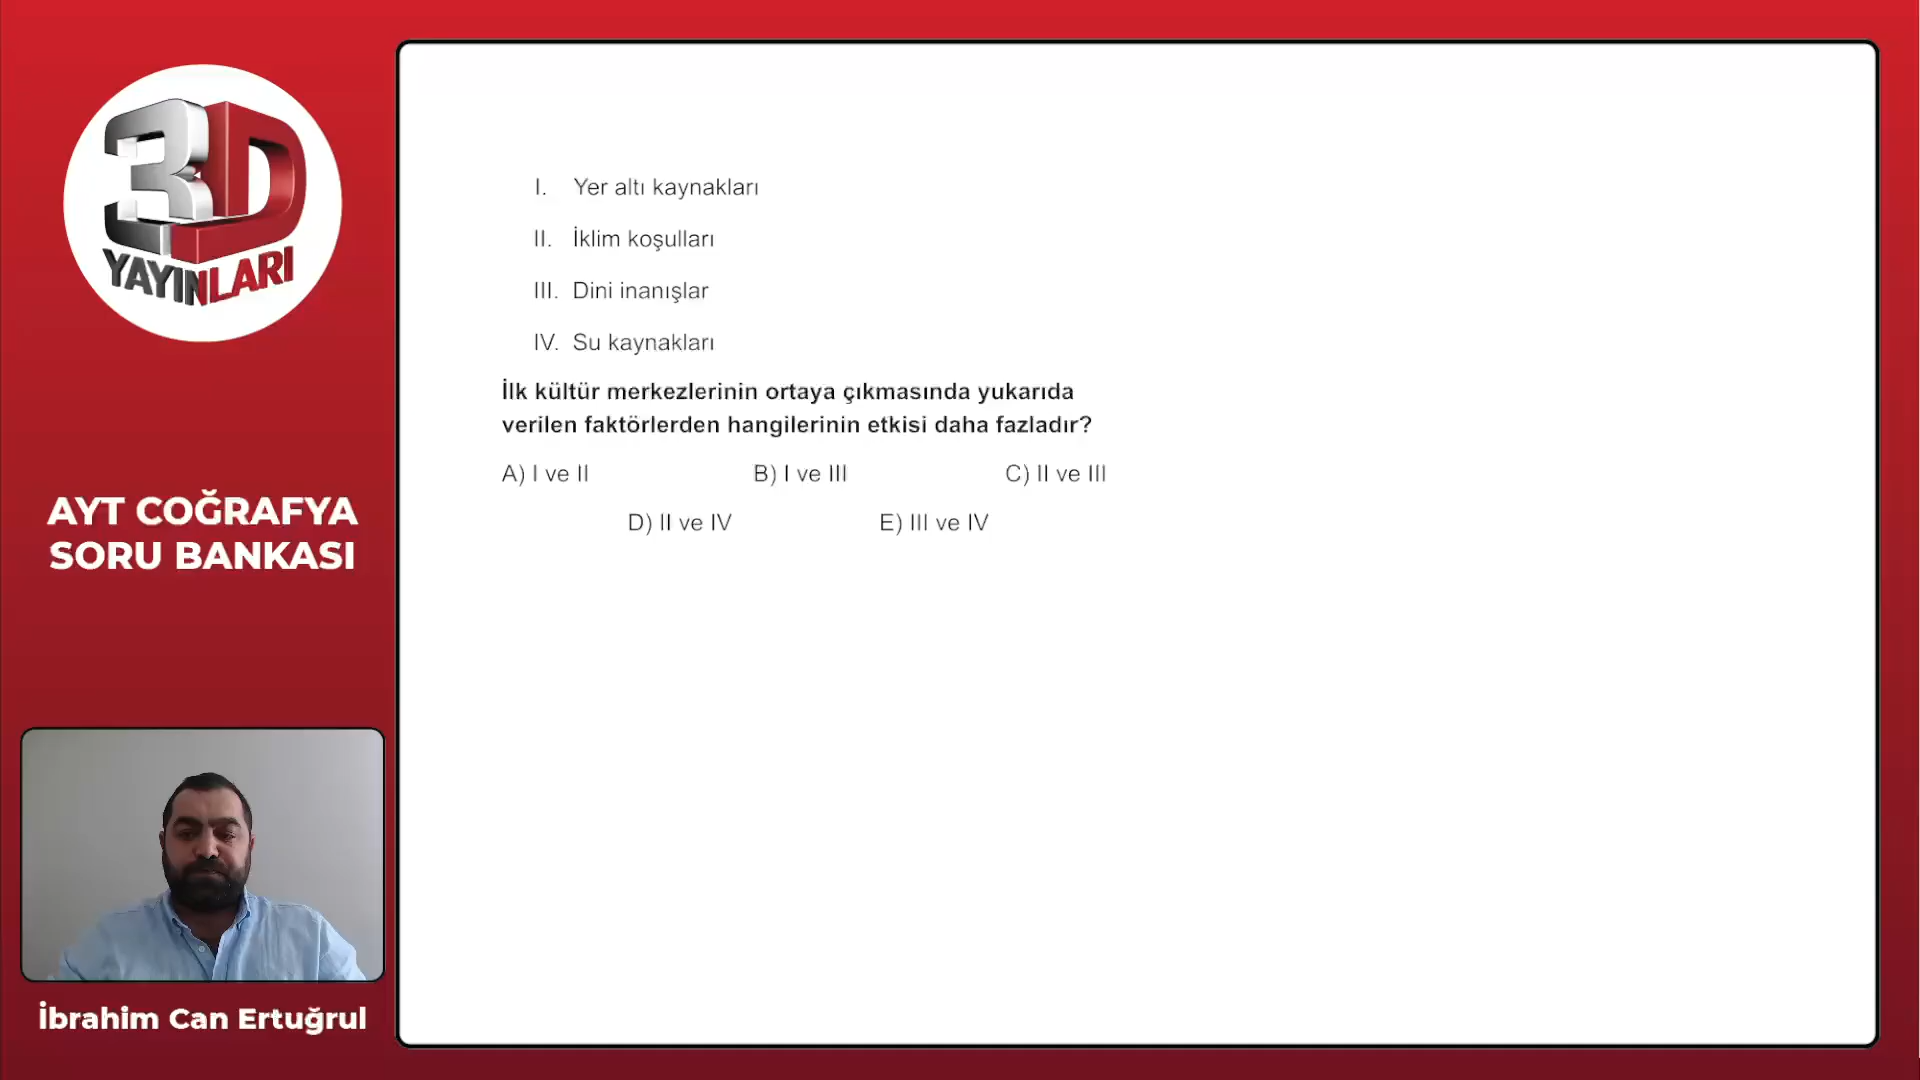 3D
YAYINLARI
AYT COĞRAFYA
SORU BANKASI
İbrahim Can Ertuğrul
I. Yer altı kaynakları
II. İklim koşulları
III. Dini inanışlar
IV. Su kaynakları
İlk kültür merkezlerinin ortaya çıkmasında yukarıda
verilen faktörlerden hangilerinin etkisi daha fazladır?
A) I ve II B) I ve III C) II ve III
D) II ve IV E) III ve IV